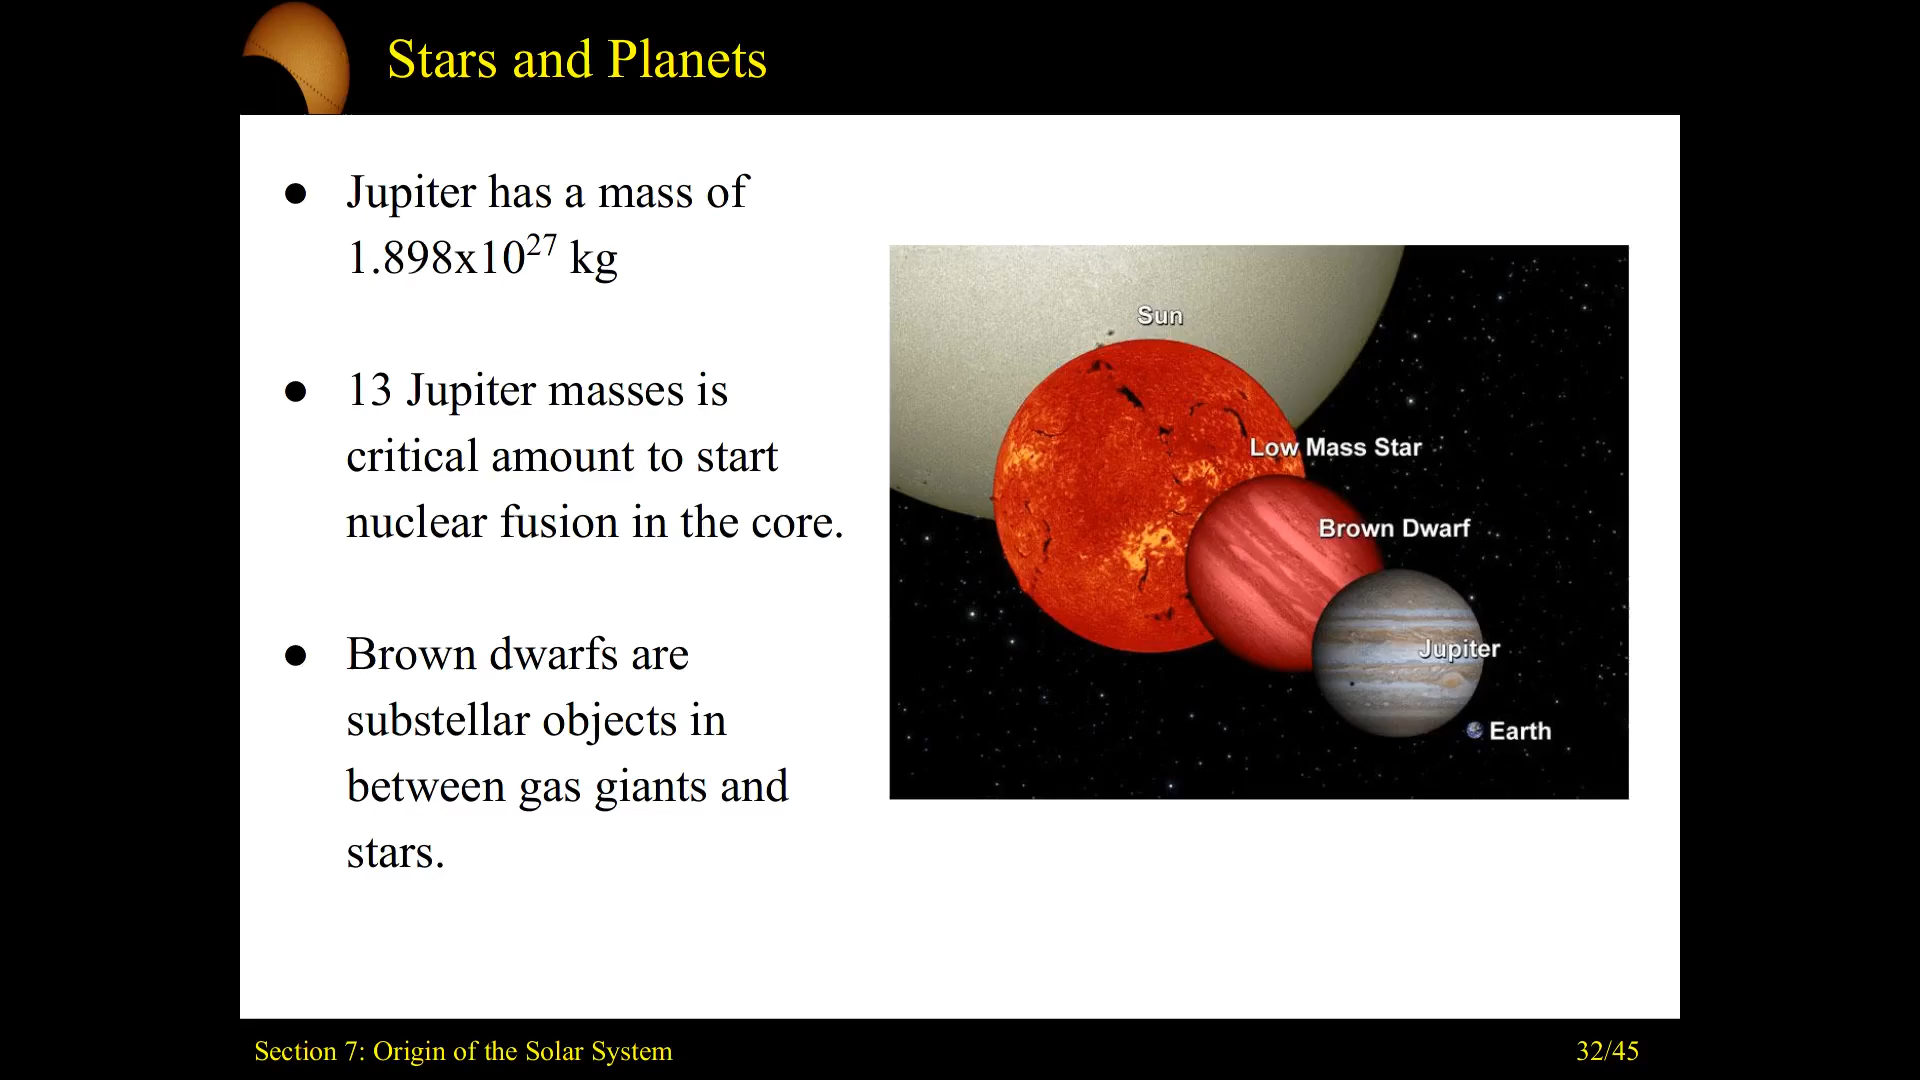 Stars and Planets
● Jupiter has a mass of
1.898x10²⁷ kg
● 13 Jupiter masses is
critical amount to start
nuclear fusion in the core.
● Brown dwarfs are
substellar objects in
between gas giants and
stars.
Sun
Low Mass Star
Brown Dwarf
Jupiter
Earth
Section 7: Origin of the Solar System
32/45